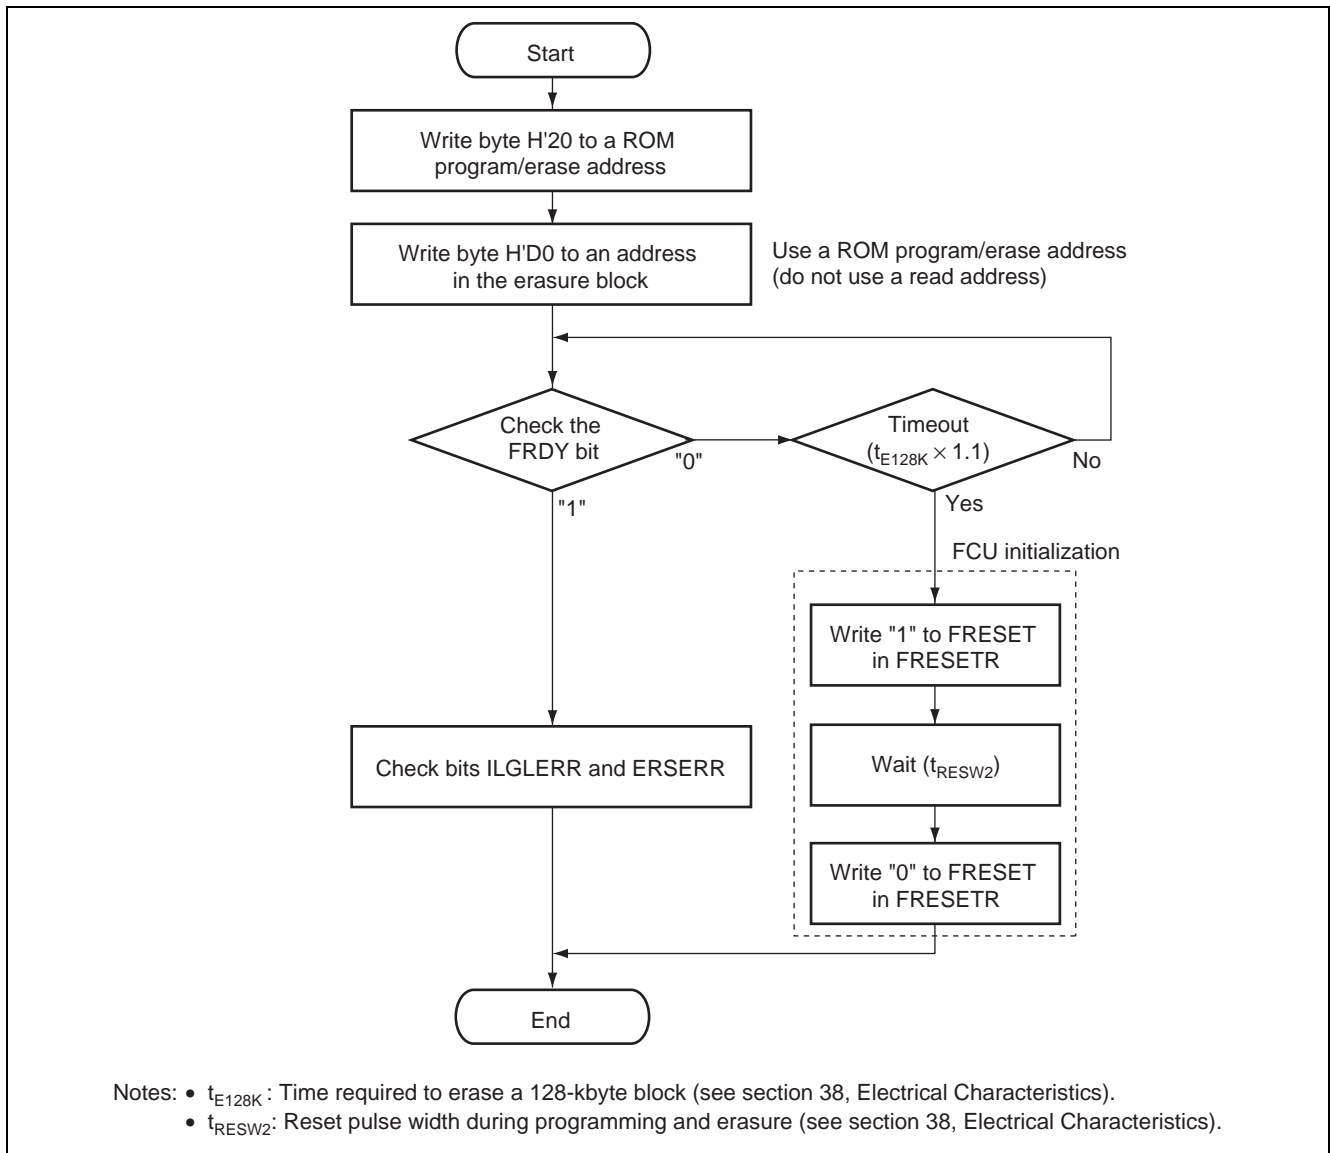 Start
Write byte H'20 to a ROM
program/erase address
Write byte H'D0 to an address
in the erasure block
Use a ROM program/erase address
(do not use a read address)
Check the
FRDY bit
"0"
"1"
Timeout
(tE128K × 1.1)
No
Yes
FCU initialization
Write "1" to FRESET
in FRESETR
Wait (tRESW2)
Write "0" to FRESET
in FRESETR
Check bits ILGLERR and ERSERR
End
Notes: • tE128K : Time required to erase a 128-kbyte block (see section 38, Electrical Characteristics).
• tRESW2: Reset pulse width during programming and erasure (see section 38, Electrical Characteristics).